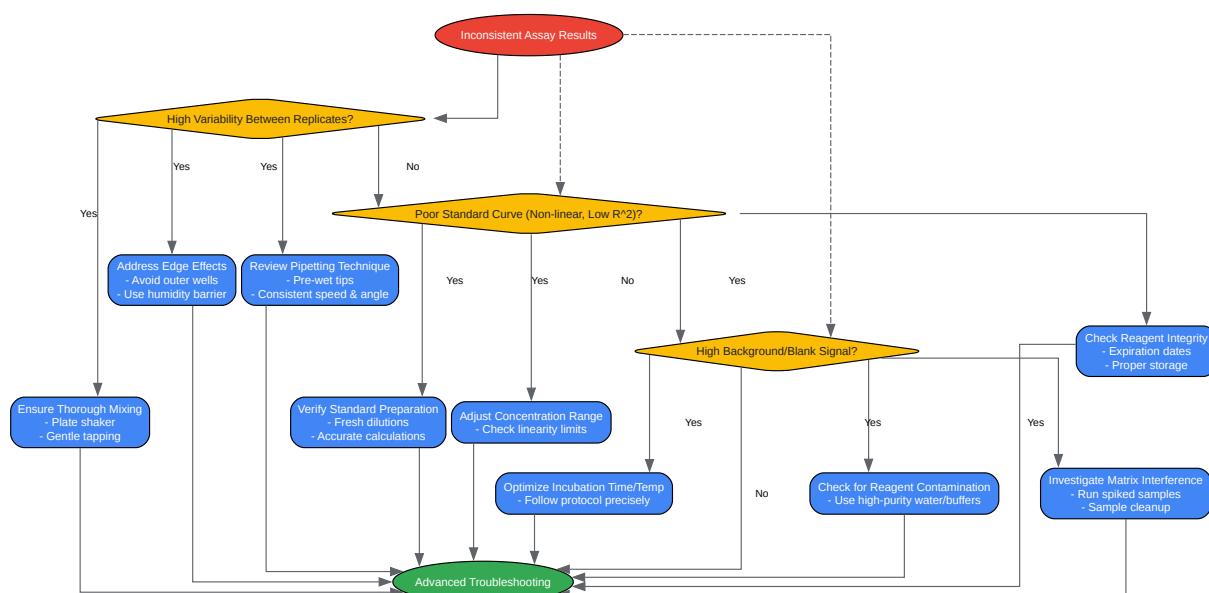 Inconsistent Assay Results
High Variability Between Replicates?
Yes
Yes
No
Yes
Poor Standard Curve (Non-linear, Low R^2)?
Address Edge Effects
- Avoid outer wells
- Use humidity barrier
Review Pipetting Technique
- Pre-wet tips
- Consistent speed & angle
Yes
Yes
No
Yes
High Background/Blank Signal?
Check Reagent Integrity
- Expiration dates
- Proper storage
Ensure Thorough Mixing
- Plate shaker
- Gentle tapping
Verify Standard Preparation
- Fresh dilutions
- Accurate calculations
Adjust Concentration Range
- Check linearity limits
Yes
Yes
Yes
No
Optimize Incubation Time/Temp
- Follow protocol precisely
Check for Reagent Contamination
- Use high-purity water/buffers
Investigate Matrix Interference
- Run spiked samples
- Sample cleanup
Advanced Troubleshooting